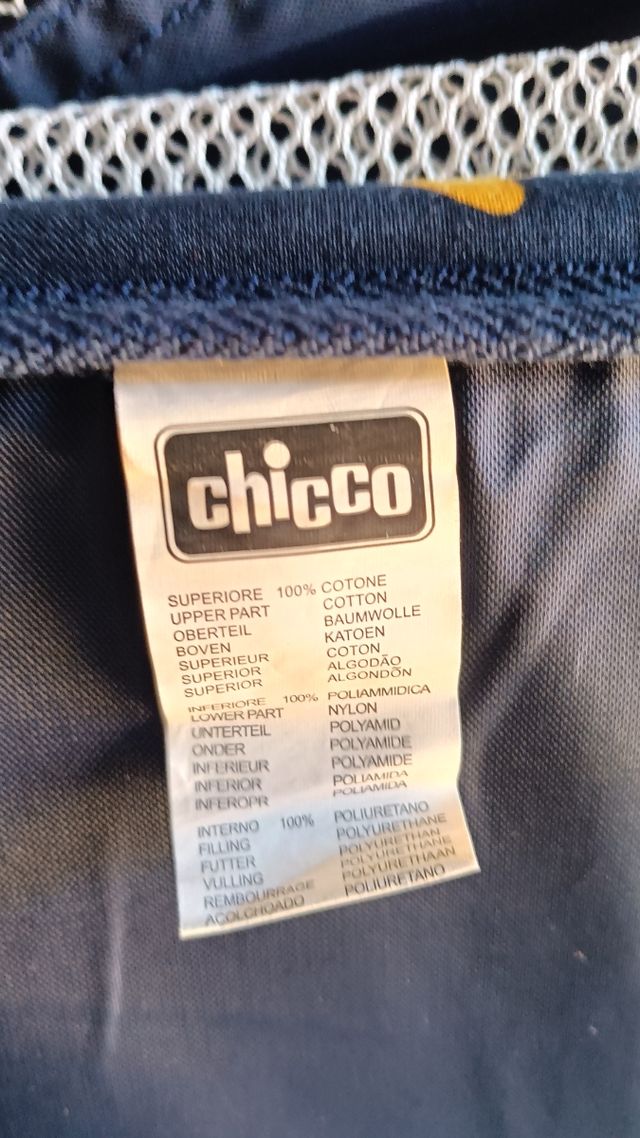 chicco
SUPERIORE 100% COTONE
UPPER PART COTTON
OBERTEIL BAUMWOLLE
BOVEN KATOEN
SUPERIEUR COTON
SUPERIOR ALGODÃO
SUPERIOR ALGONDÕN
INFERIORE 100% POLIAMMIDICA
LOWER PART NYLON
UNTERTEIL POLYAMID
ONDER POLYAMIDE
INFERIEUR POLYAMIDE
INFERIOR POLIAMIDA
INFEROPR POLIAMIDA
INTERNO 100% POLIURETANO
FILLING POLYURETHANE
FUTTER POLYURETHAN
VULLING POLYURETHAAN
REMBOURRAGE POLYURETHANE
ACOLCHOADO POLIURETANO